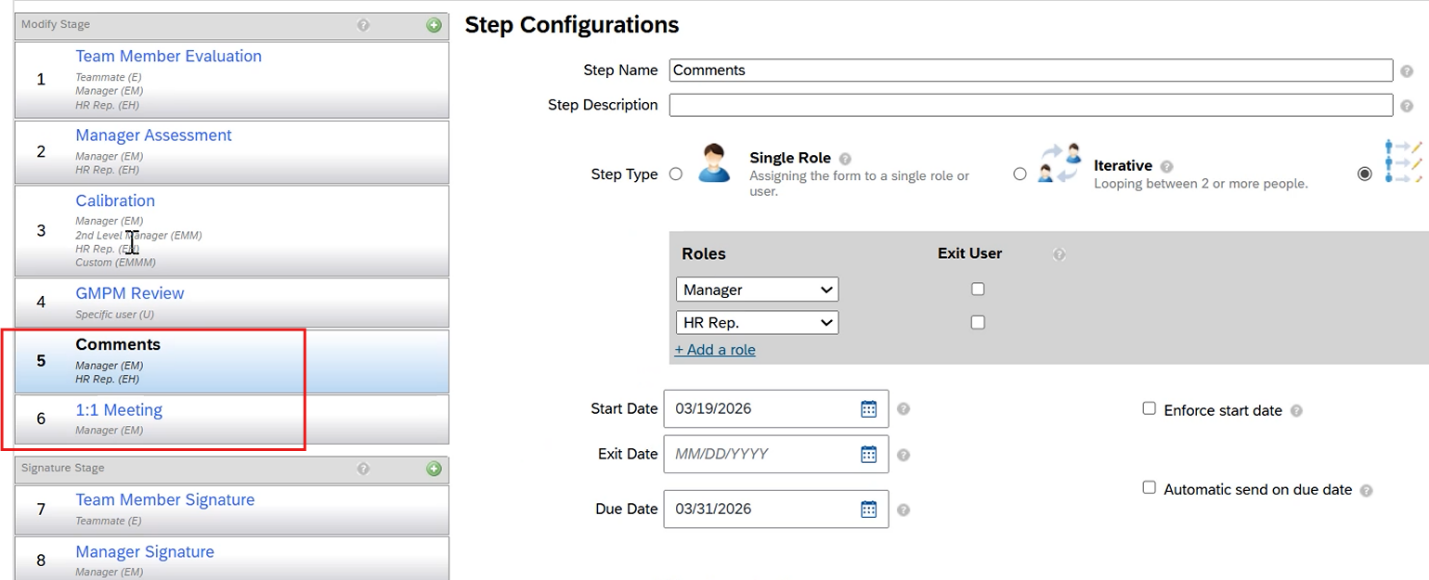 Modify Stage
1
Team Member Evaluation
Teammate (E)
Manager (EM)
HR Rep. (EH)
2
Manager Assessment
Manager (EM)
HR Rep. (EH)
3
Calibration
Manager (EM)
2nd Level Manager (EMM)
HR Rep. (EH)
Custom (EMMM)
4
GMPM Review
Specific user (U)
5
Comments
Manager (EM)
HR Rep. (EH)
6
1:1 Meeting
Manager (EM)
Signature Stage
7
Team Member Signature
Teammate (E)
8
Manager Signature
Manager (EM)
Step Configurations
Step Name Comments
Step Description
Step Type
Single Role
Assigning the form to a single role or
user.
Iterative
Looping between 2 or more people.
Roles Exit User
Manager
HR Rep.
+ Add a role
Start Date 03/19/2026 Enforce start date
Exit Date MM/DD/YYYY
Automatic send on due date
Due Date 03/31/2026